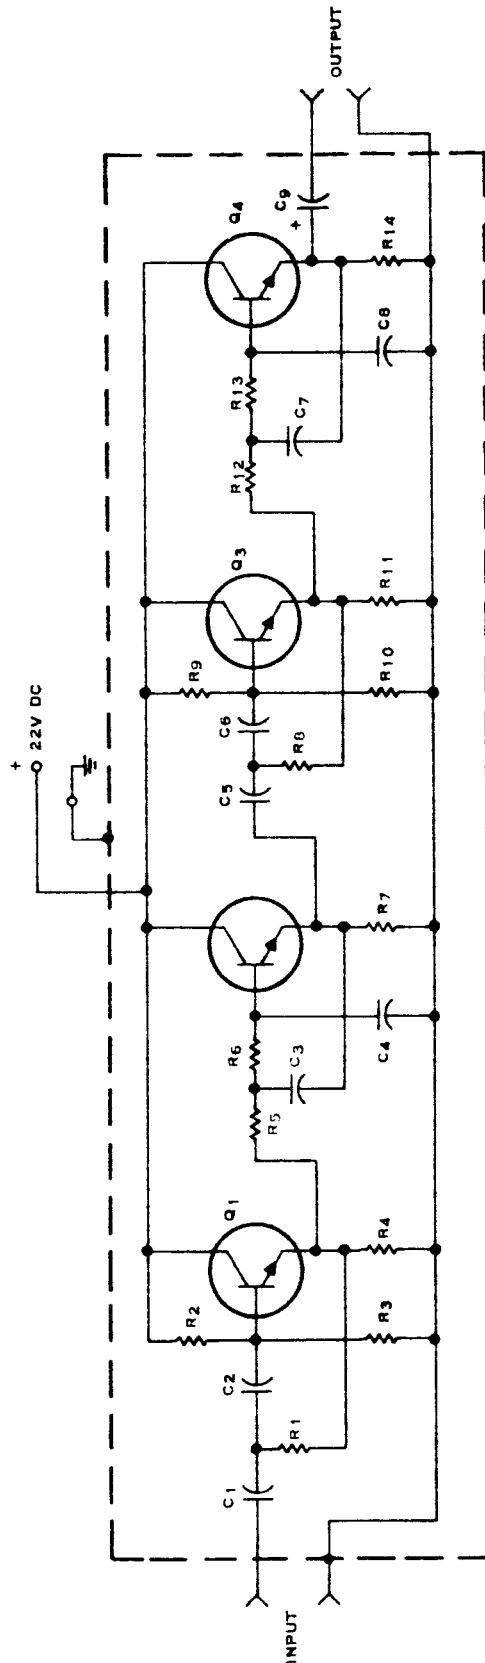 +
22V DC
INPUT
C1
R1
C2
R2
R3
Q1
R4
R5
R6
C3
C4
R7
C5
C6
R8
R9
R10
Q3
R11
R12
R13
C7
C8
Q4
R14
+
C9
OUTPUT